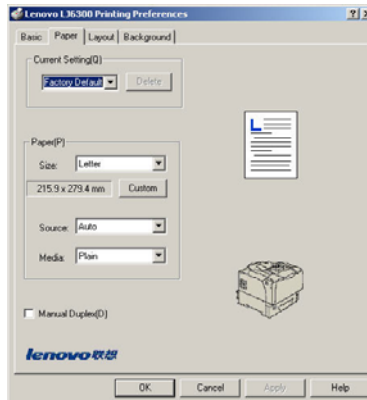 Lenovo LJ6300 Printing Preferences
Basic Paper Layout Background
Current Setting(Q)
Factory Default Delete
Paper(P)
Size: Letter
215.9 x 279.4 mm Custom
Source: Auto
Media: Plain
Manual Duplex(D)
lenovo联想
OK Cancel Apply Help